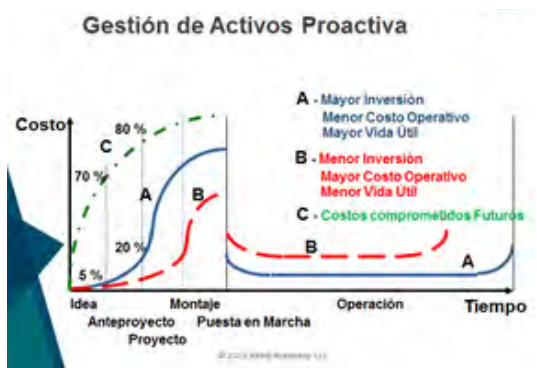 Gestión de Activos Proactiva
A - Mayor Inversión
Menor Costo Operativo
Mayor Vida Útil
Costo
C
80 %
B - Menor Inversión
Mayor Costo Operativo
Menor Vida Útil
70 %
A
B
C - Costos comprometidos Futuros
20 %
B
A
5 %
Idea
Montaje
Operación
Tiempo
Anteproyecto
Puesta en Marcha
Proyecto